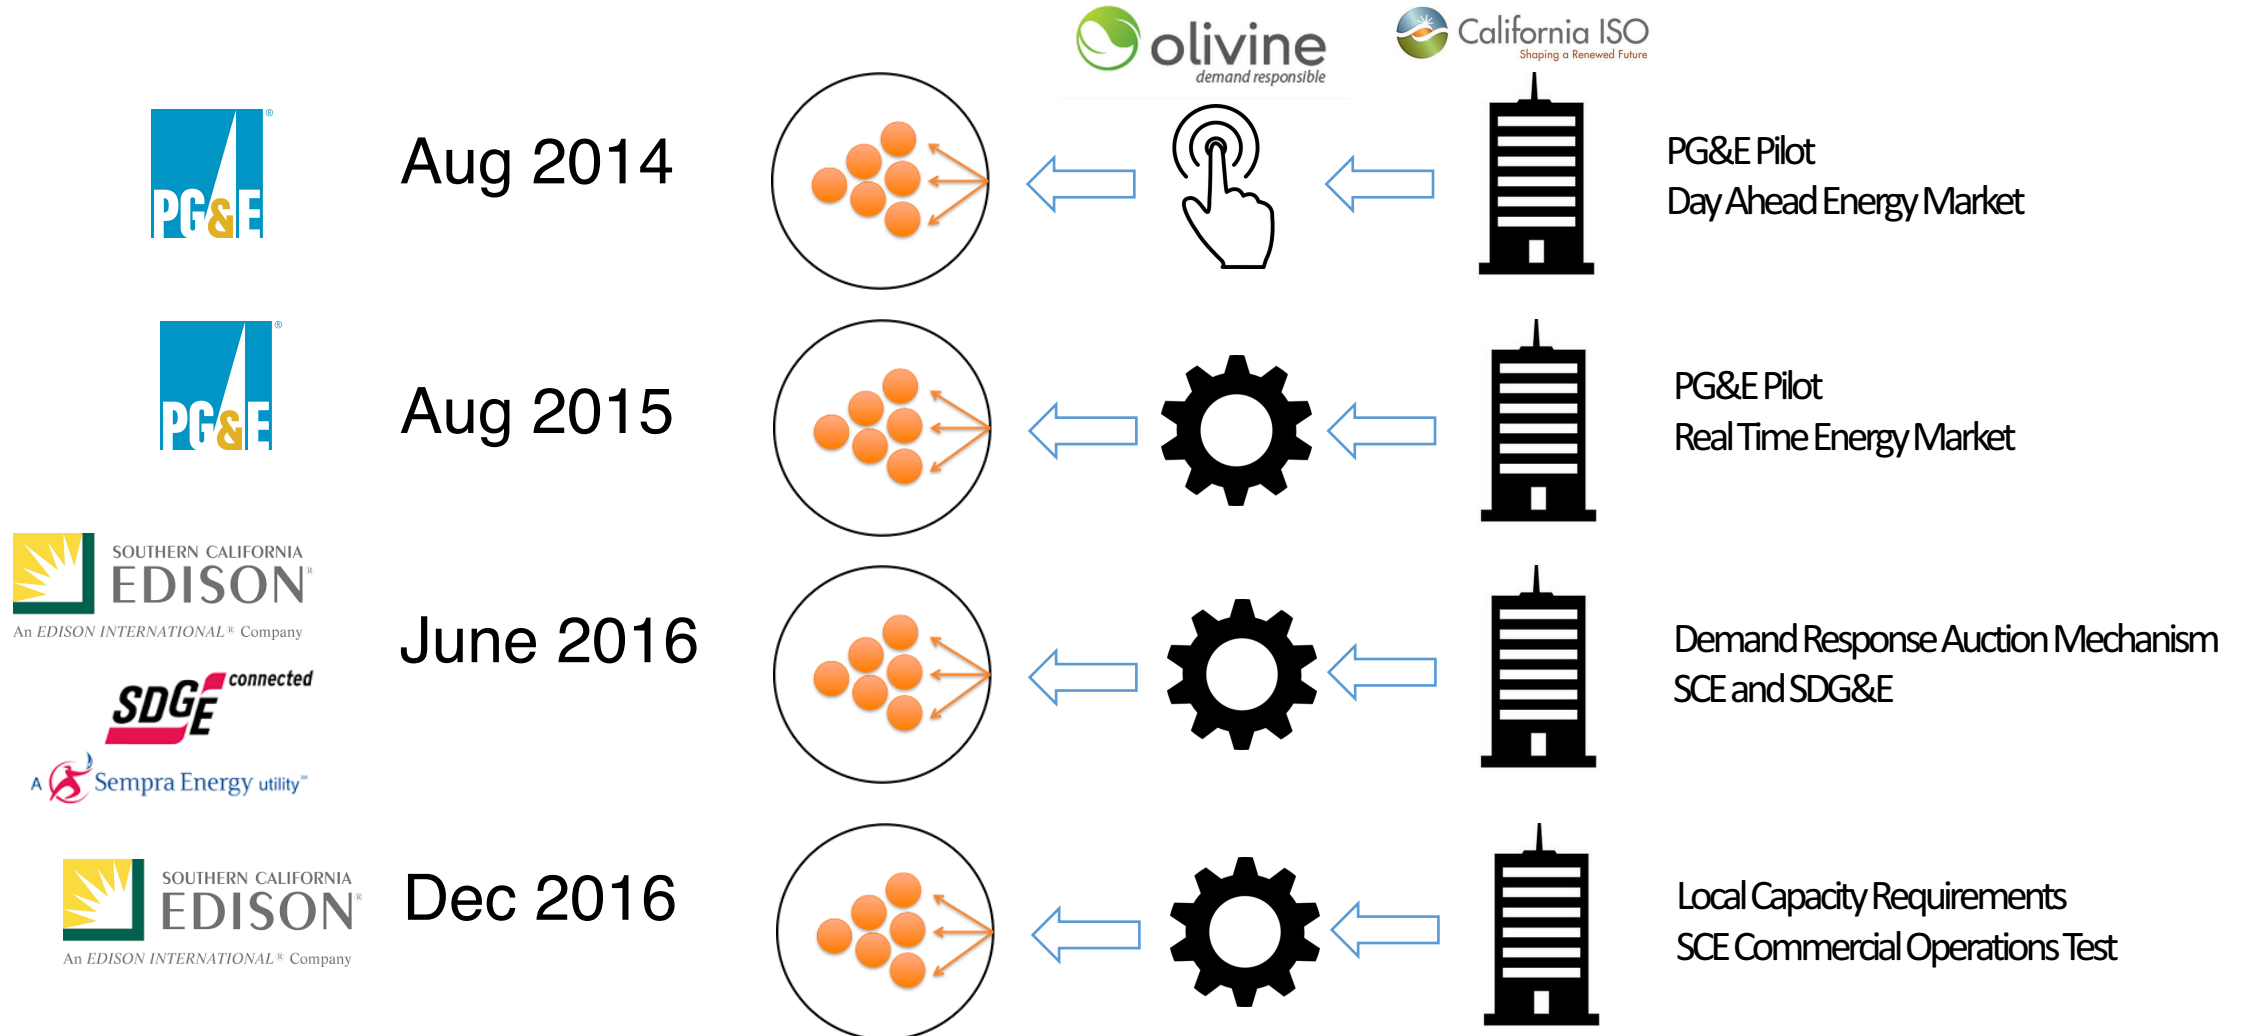 olivine
demand responsible
California ISO
Shaping a Renewed Future
PG&E®
Aug 2014
PG&E Pilot
Day Ahead Energy Market
PG&E®
Aug 2015
PG&E Pilot
Real Time Energy Market
SOUTHERN CALIFORNIA
EDISON®
An EDISON INTERNATIONAL® Company
SDGE connected
A Sempra Energy utility℠
June 2016
Demand Response Auction Mechanism
SCE and SDG&E
SOUTHERN CALIFORNIA
EDISON®
An EDISON INTERNATIONAL® Company
Dec 2016
Local Capacity Requirements
SCE Commercial Operations Test